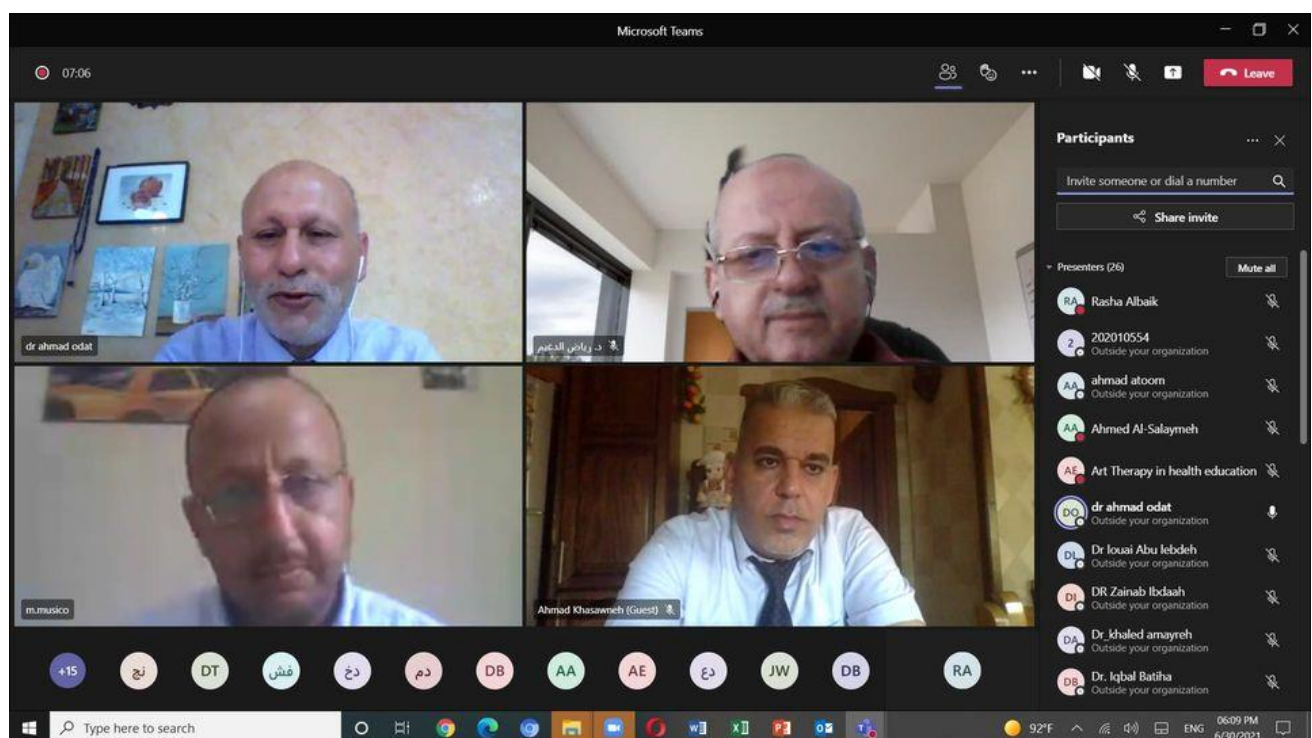 Microsoft Teams
07:06
Leave
dr ahmad odat
د. رياض الدغيم
m.musico
Ahmad Khasawneh (Guest)
+15
نج
DT
فش
دخ
دم
DB
AA
AE
دع
JW
DB
RA
Participants
Invite someone or dial a number
Share invite
Presenters (26)
Mute all
RA
Rasha Albaik
2
202010554
Outside your organization
AA
ahmad atoom
Outside your organization
AA
Ahmed Al-Salaymeh
AE
Art Therapy in health education
DO
dr ahmad odat
Outside your organization
DL
Dr louai Abu lebdeh
Outside your organization
DI
DR Zainab Ibdaah
Outside your organization
DA
Dr_khaled amayreh
Outside your organization
DB
Dr. Iqbal Batiha
Outside your organization
Type here to search
92°F
ENG
06:09 PM
6/30/2021